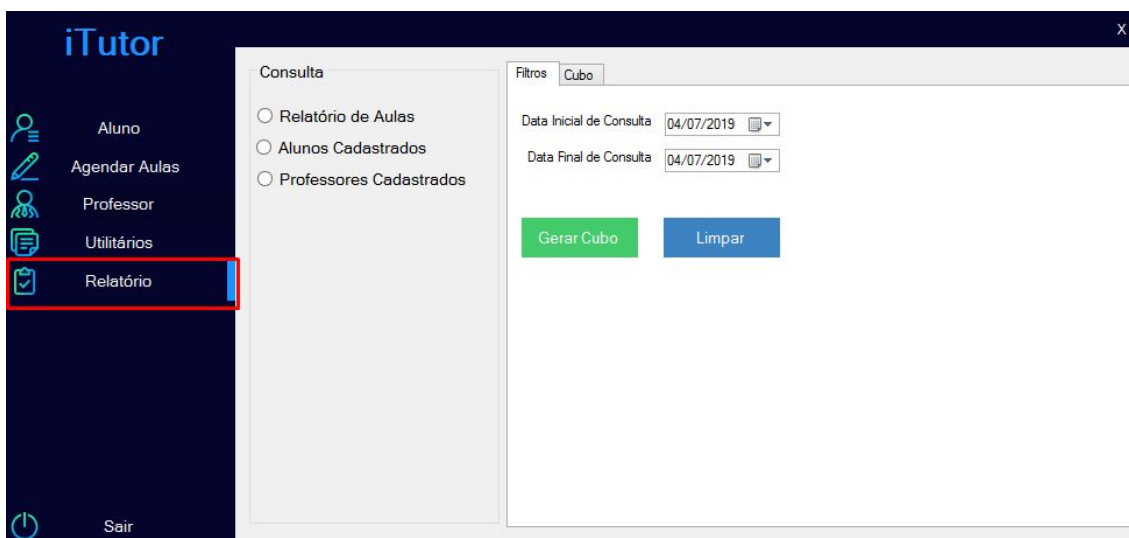 iTutor
X
Aluno
Agendar Aulas
Professor
Utilitários
Relatório
Sair
Consulta
Relatório de Aulas
Alunos Cadastrados
Professores Cadastrados
Filtros Cubo
Data Inicial de Consulta 04/07/2019
Data Final de Consulta 04/07/2019
Gerar Cubo Limpar